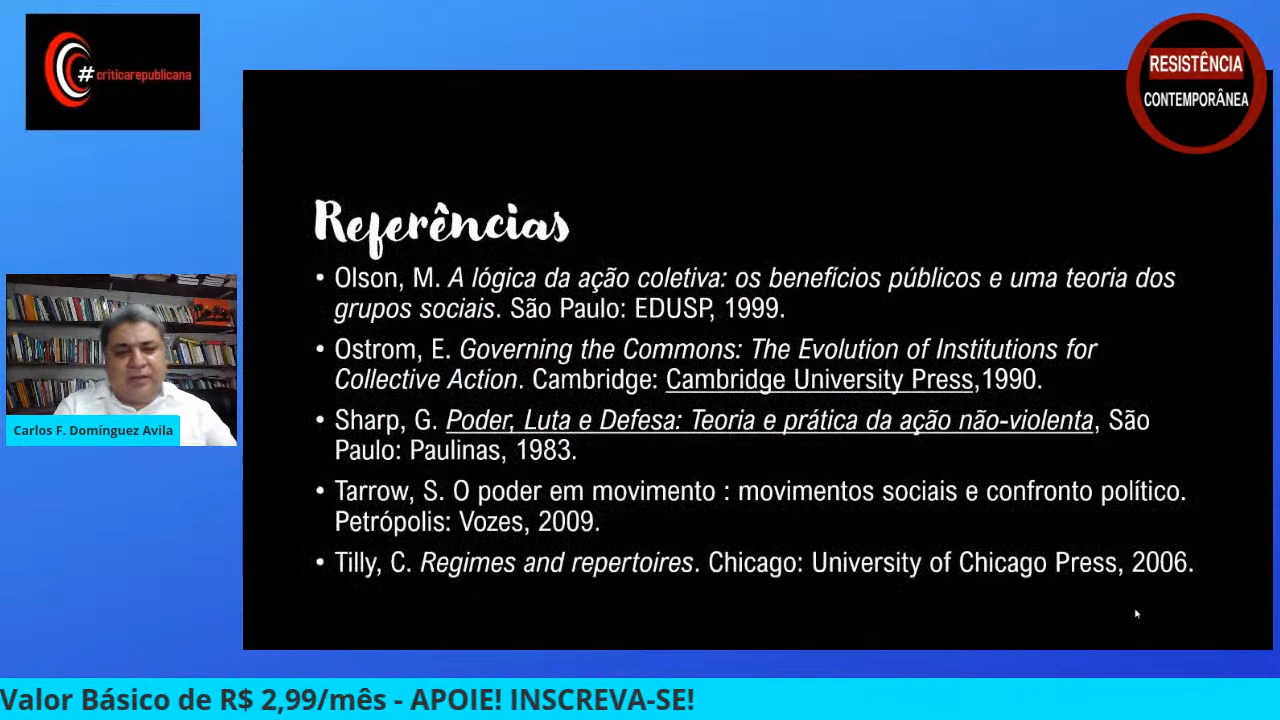 #criticarepublicana
RESISTÊNCIA
CONTEMPORÂNEA
Referências
• Olson, M. A lógica da ação coletiva: os benefícios públicos e uma teoria dos
grupos sociais. São Paulo: EDUSP, 1999.
• Ostrom, E. Governing the Commons: The Evolution of Institutions for
Collective Action. Cambridge: Cambridge University Press,1990.
• Sharp, G. Poder, Luta e Defesa: Teoria e prática da ação não-violenta, São
Paulo: Paulinas, 1983.
• Tarrow, S. O poder em movimento : movimentos sociais e confronto político.
Petrópolis: Vozes, 2009.
• Tilly, C. Regimes and repertoires. Chicago: University of Chicago Press, 2006.
Carlos F. Domínguez Avila
Valor Básico de R$ 2,99/mês - APOIE! INSCREVA-SE!